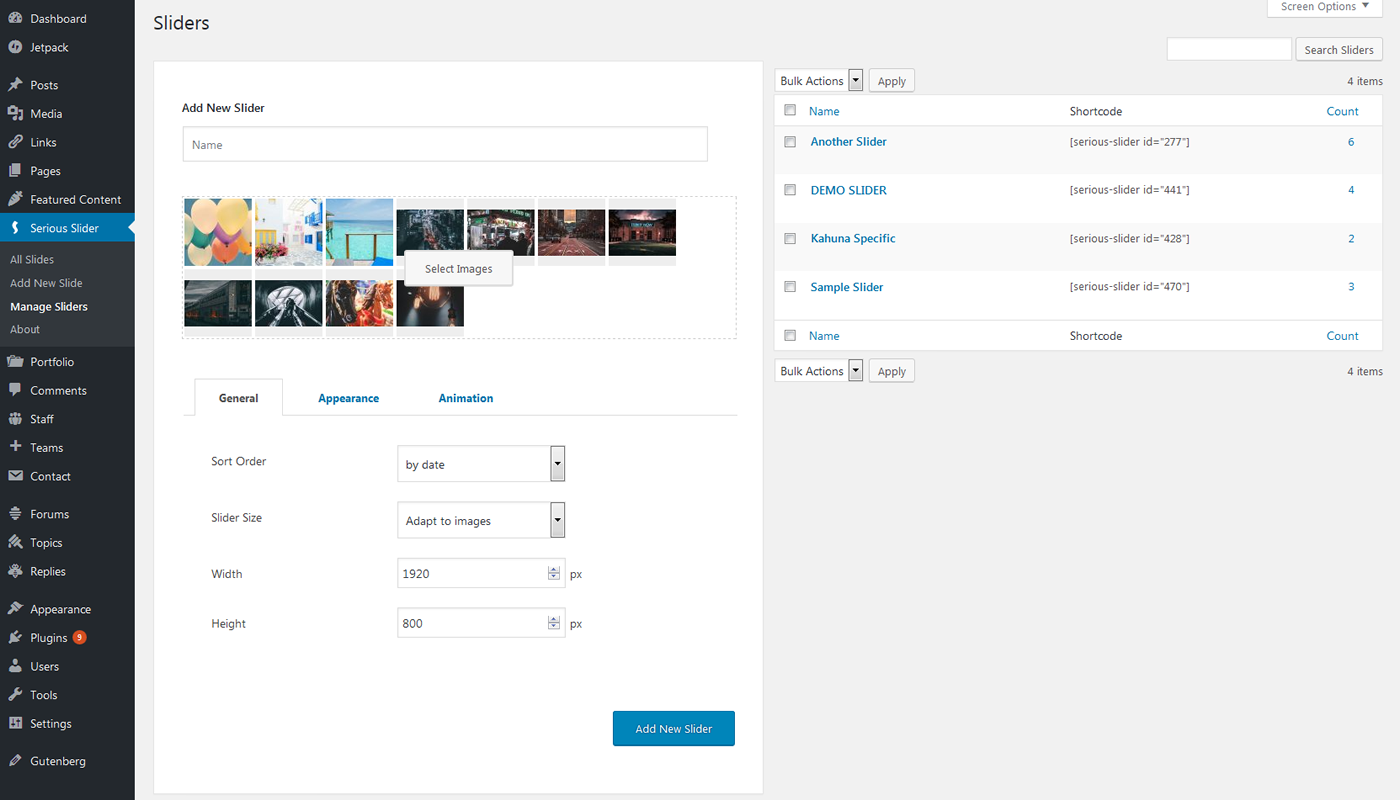 Dashboard
Jetpack
Posts
Media
Links
Pages
Featured Content
Serious Slider
All Slides
Add New Slide
Manage Sliders
About
Portfolio
Comments
Staff
Teams
Contact
Forums
Topics
Replies
Appearance
Plugins 9
Users
Tools
Settings
Gutenberg
Screen Options
Sliders
Add New Slider
Name
Select Images
General Appearance Animation
Sort Order by date
Slider Size Adapt to images
Width 1920 px
Height 800 px
Add New Slider
Search Sliders
Bulk Actions Apply 4 items
Name Shortcode Count
Another Slider [serious-slider id="277"] 6
DEMO SLIDER [serious-slider id="441"] 4
Kahuna Specific [serious-slider id="428"] 2
Sample Slider [serious-slider id="470"] 3
Name Shortcode Count
Bulk Actions Apply 4 items